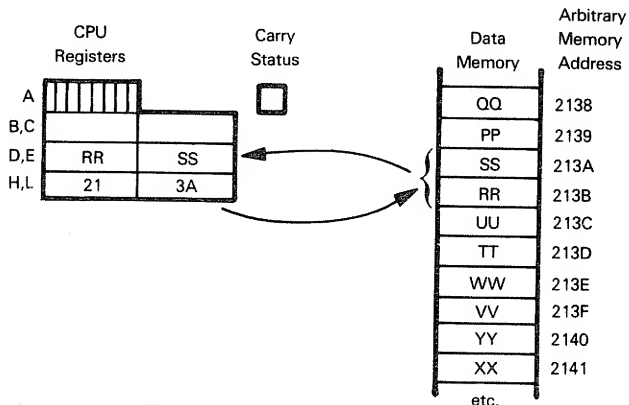 CPU
Registers
Carry
Status
Data
Memory
Arbitrary
Memory
Address
A
B,C
D,E RR SS
H,L 21 3A
QQ 2138
PP 2139
SS 213A
RR 213B
UU 213C
TT 213D
WW 213E
VV 213F
YY 2140
XX 2141
etc.